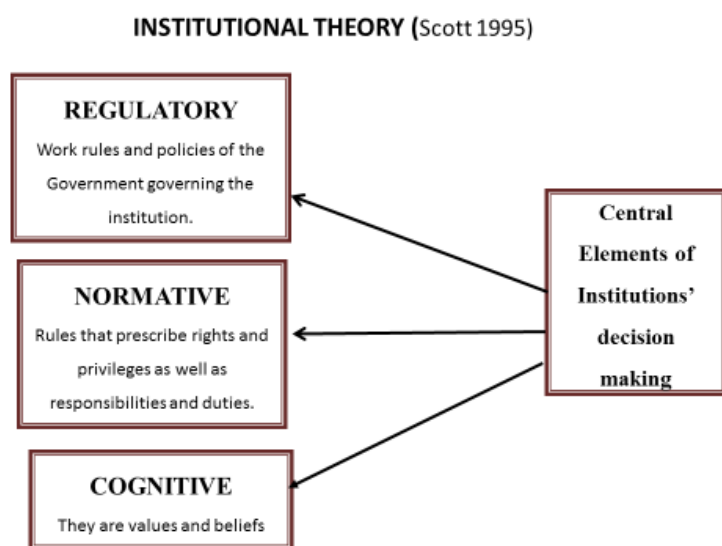 INSTITUTIONAL THEORY (Scott 1995)
REGULATORY
Work rules and policies of the
Government governing the
institution.
NORMATIVE
Rules that prescribe rights and
privileges as well as
responsibilities and duties.
COGNITIVE
They are values and beliefs
Central
Elements of
Institutions’
decision
making